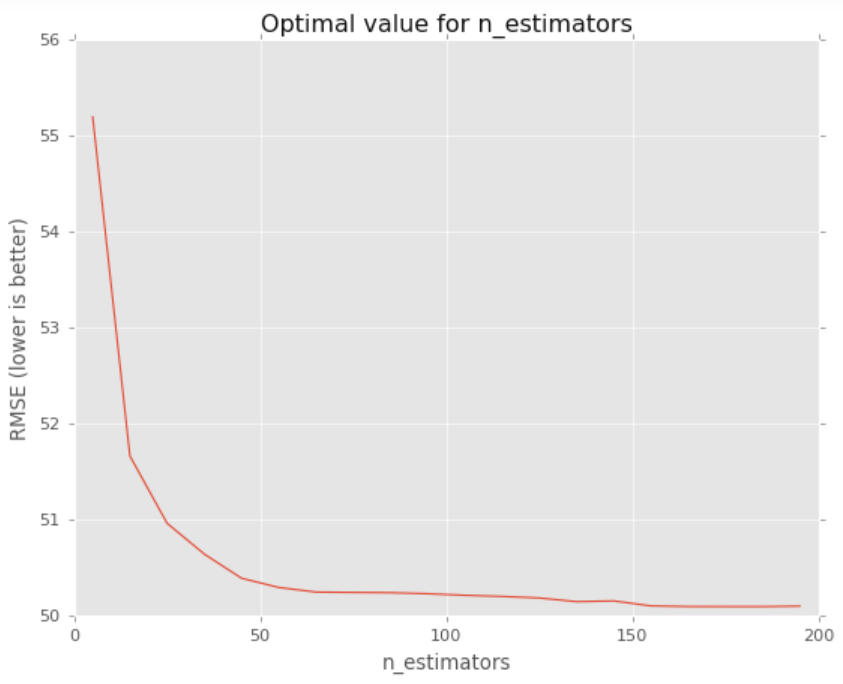 Optimal value for n_estimators
56
55
54
53
52
51
50
RMSE (lower is better)
0 50 100 150 200
n_estimators